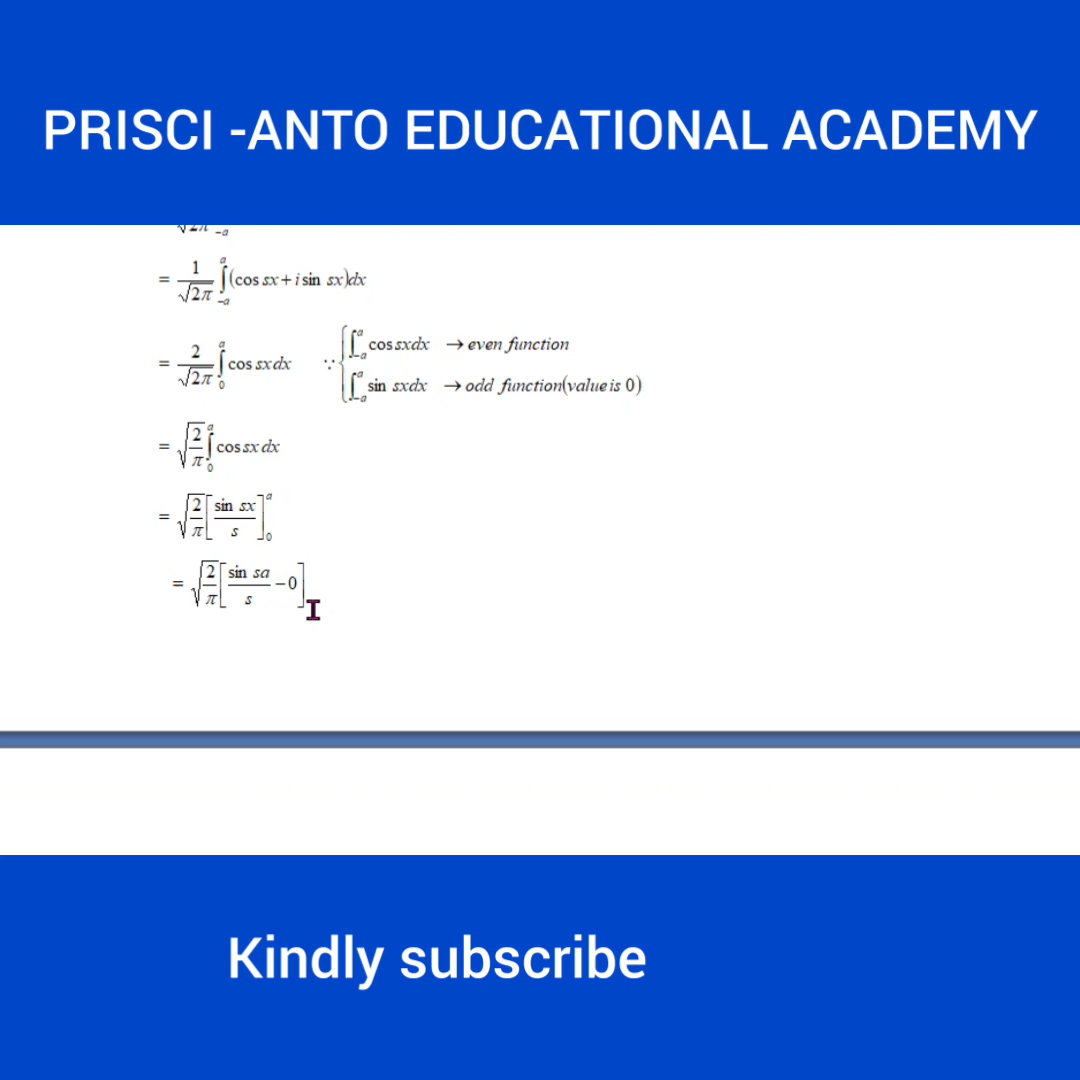 PRISCI -ANTO EDUCATIONAL ACADEMY
√2π -a
= 1/√2π ∫_{-a}^{a} (cos sx + i sin sx)dx
= 2/√2π ∫_{0}^{a} cos sx dx ∵ { ∫_{-a}^{a} cos sxdx → even function
∫_{-a}^{a} sin sxdx → odd function(value is 0)
= √(2/π) ∫_{0}^{a} cos sx dx
= √(2/π) [sin sx / s]_{0}^{a}
= √(2/π) [sin sa / s − 0]
Kindly subscribe